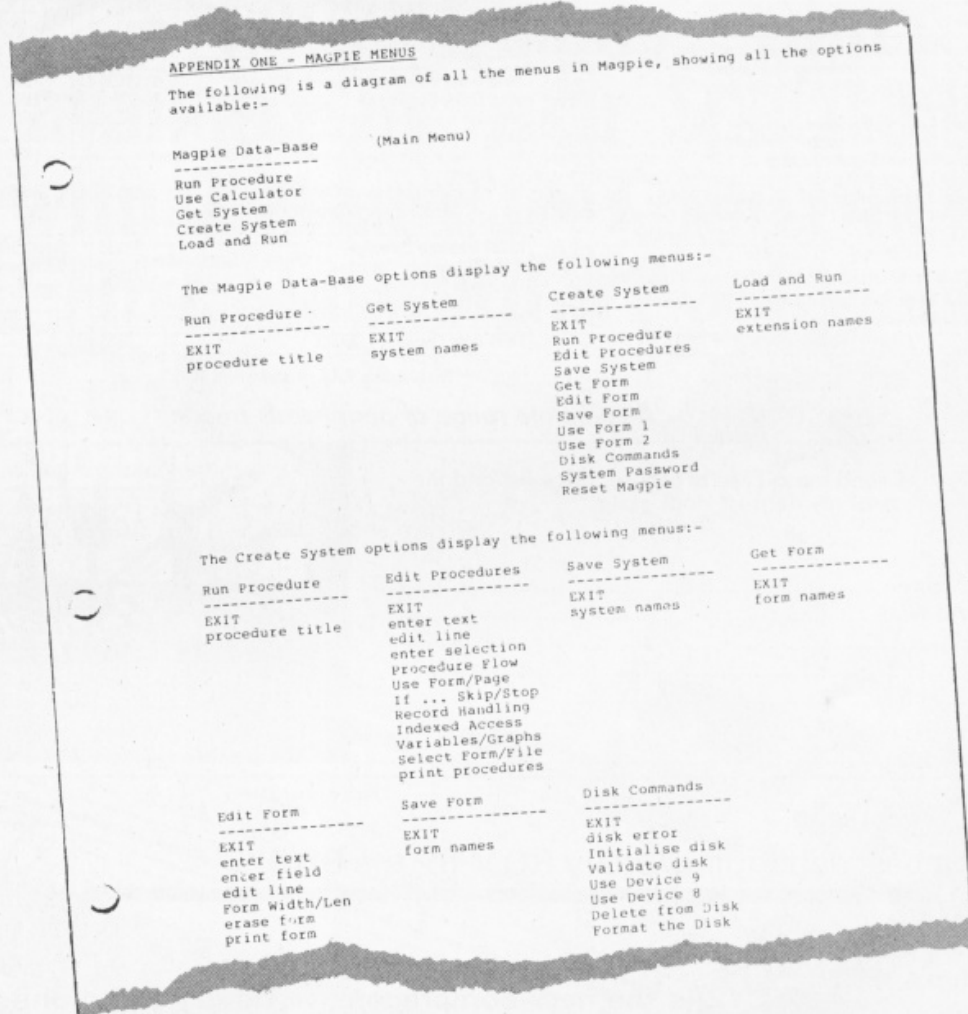 APPENDIX ONE - MAGPIE MENUS
The following is a diagram of all the menus in Magpie, showing all the options
available:-
Magpie Data-Base (Main Menu)
----------------
Run Procedure
Use Calculator
Get System
Create System
Load and Run
The Magpie Data-Base options display the following menus:-
Run Procedure
----------------
EXIT
procedure title
Get System
----------------
EXIT
system names
Create System
----------------
EXIT
Run Procedure
Edit Procedures
Save System
Get Form
Edit Form
Save Form
Use Form 1
Use Form 2
Disk Commands
System Password
Reset Magpie
Load and Run
---------------
EXIT
extension names
The Create System options display the following menus:-
Run Procedure
----------------
EXIT
procedure title
Edit Procedures
----------------
EXIT
enter text
edit line
enter selection
Procedure Flow
Use Form/Page
If ... Skip/Stop
Record Handling
Indexed Access
Variables/Graphs
Select Form/File
print procedures
Save System
----------------
EXIT
system names
Get Form
---------------
EXIT
form names
Edit Form
----------------
EXIT
enter text
enter field
edit line
Form Width/Len
erase form
print form
Save Form
----------------
EXIT
form names
Disk Commands
----------------
EXIT
disk error
Initialise disk
Validate disk
Use Device 9
Use Device 8
Delete from Disk
Format the Disk